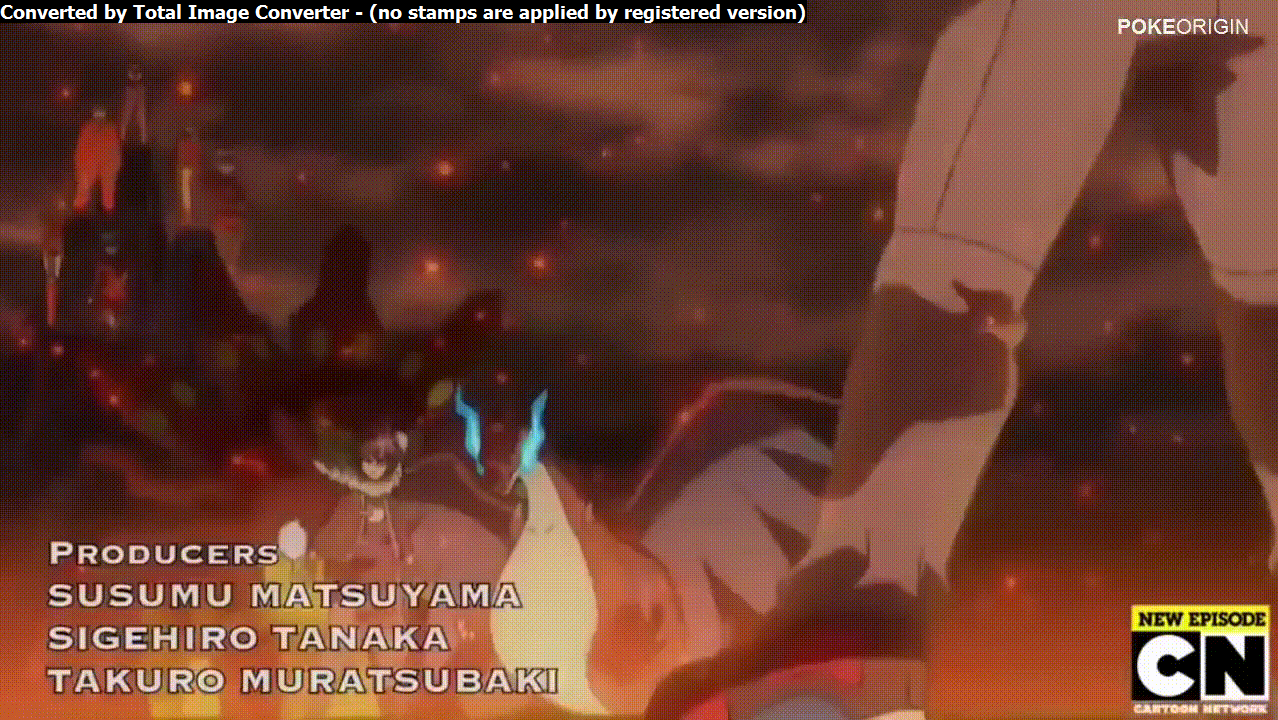 Converted by Total Image Converter - (no stamps are applied by registered version)
POKEORIGIN
PRODUCERS
SUSUMU MATSUYAMA
SIGEHIRO TANAKA
TAKURO MURATSUBAKI
NEW EPISODE
CN
CARTOON NETWORK